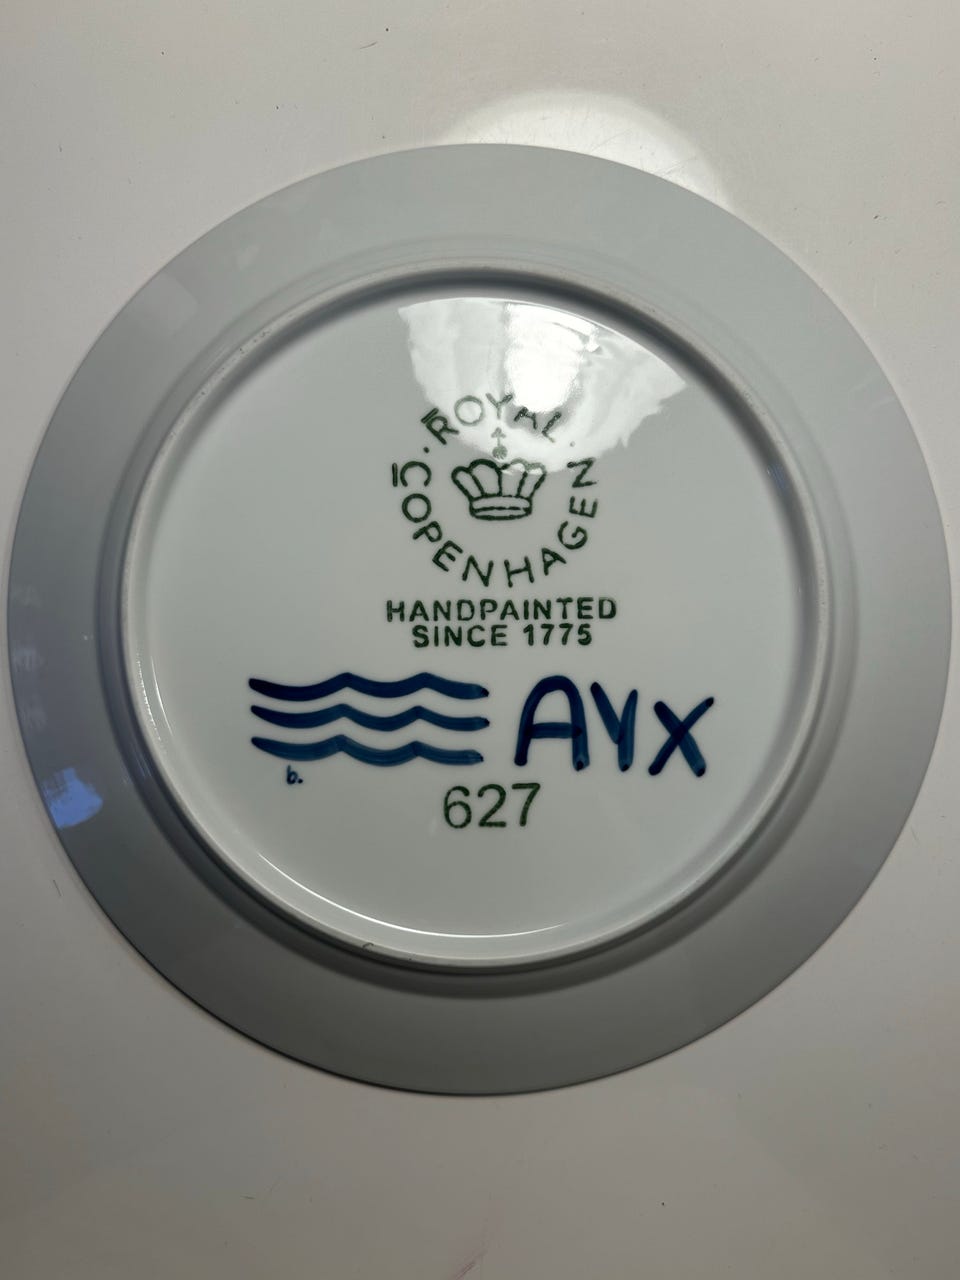 ROYAL
COPENHAGEN
HANDPAINTED
SINCE 1775
AYX
b.
627